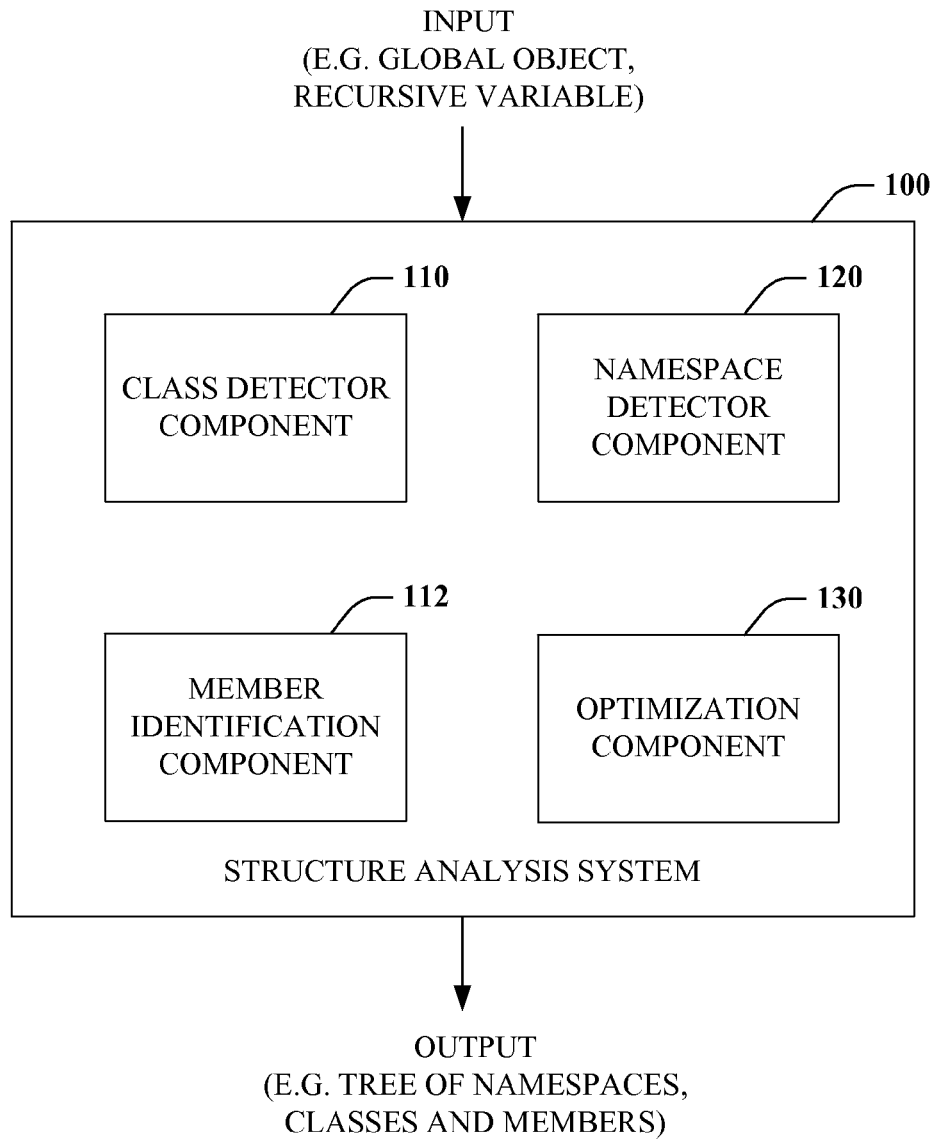 INPUT
(E.G. GLOBAL OBJECT,
RECURSIVE VARIABLE)
100
110
CLASS DETECTOR
COMPONENT
120
NAMESPACE
DETECTOR
COMPONENT
112
MEMBER
IDENTIFICATION
COMPONENT
130
OPTIMIZATION
COMPONENT
STRUCTURE ANALYSIS SYSTEM
OUTPUT
(E.G. TREE OF NAMESPACES,
CLASSES AND MEMBERS)